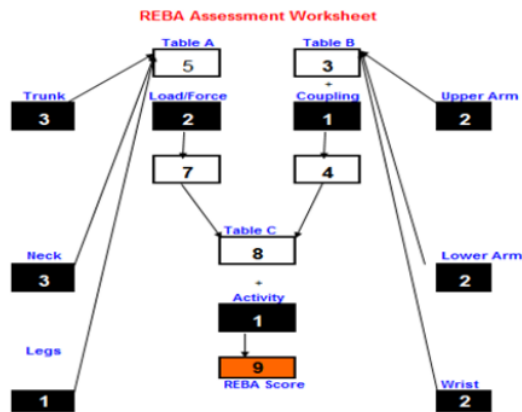 REBA Assessment Worksheet
Table A
Table B
5
3
+
Trunk
Load/Force
Coupling
Upper Arm
3
2
1
2
7
4
Table C
8
Neck
Lower Arm
3
+
2
Activity
1
Legs
9
REBA Score
Wrist
1
2